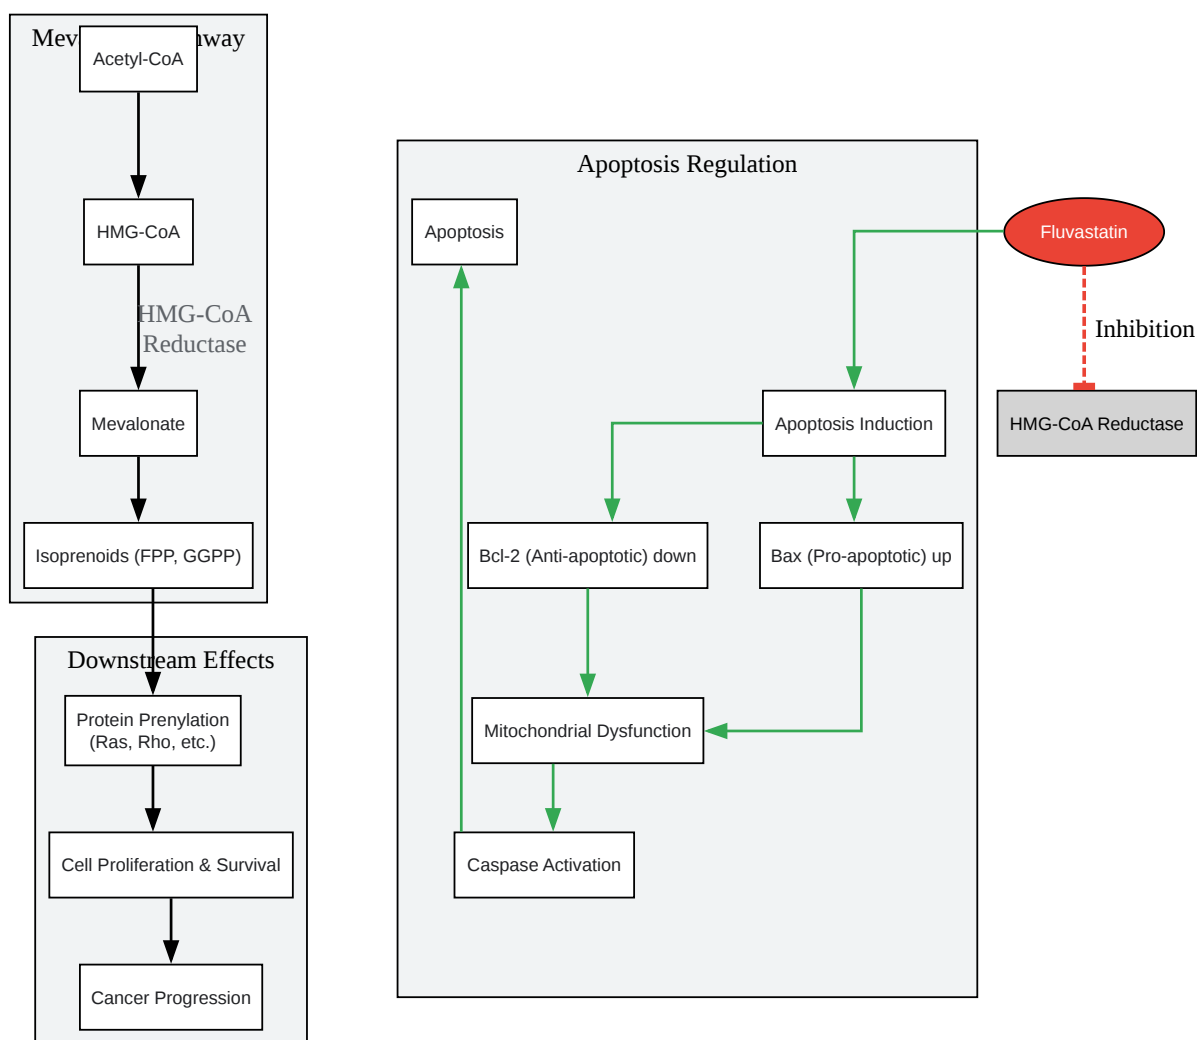 Mev
way
Acetyl-CoA
HMG-CoA
HMG-CoA
Reductase
Mevalonate
Isoprenoids (FPP, GGPP)
Downstream Effects
Protein Prenylation
(Ras, Rho, etc.)
Cell Proliferation & Survival
Cancer Progression
Apoptosis Regulation
Apoptosis
Apoptosis Induction
Bcl-2 (Anti-apoptotic) down
Bax (Pro-apoptotic) up
Mitochondrial Dysfunction
Caspase Activation
Fluvastatin
Inhibition
HMG-CoA Reductase